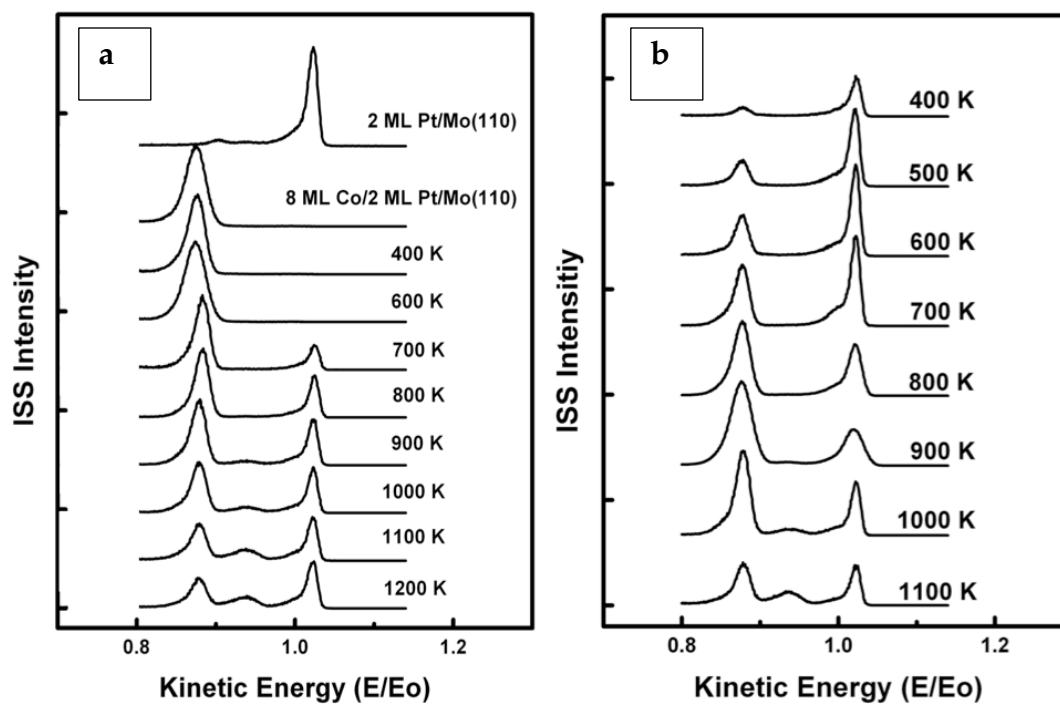 a
2 ML Pt/Mo(110)
8 ML Co/2 ML Pt/Mo(110)
400 K
600 K
700 K
800 K
900 K
1000 K
1100 K
1200 K
ISS Intensity
0.8 1.0 1.2
Kinetic Energy (E/Eo)
b
400 K
500 K
600 K
700 K
800 K
900 K
1000 K
1100 K
ISS Intensitiy
0.8 1.0 1.2
Kinetic Energy (E/Eo)